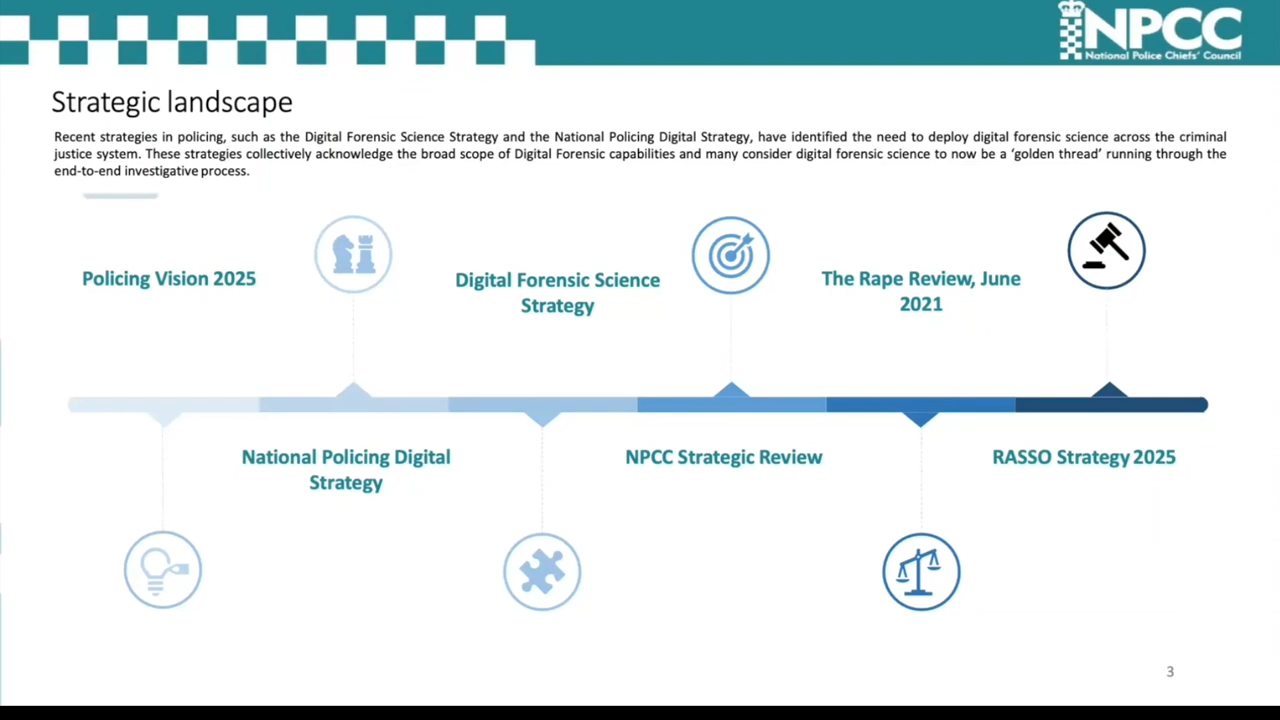 NPCC
National Police Chiefs' Council
Strategic landscape
Recent strategies in policing, such as the Digital Forensic Science Strategy and the National Policing Digital Strategy, have identified the need to deploy digital forensic science across the criminal
justice system. These strategies collectively acknowledge the broad scope of Digital Forensic capabilities and many consider digital forensic science to now be a ‘golden thread’ running through the
end-to-end investigative process.
Policing Vision 2025
Digital Forensic Science
Strategy
The Rape Review, June
2021
National Policing Digital
Strategy
NPCC Strategic Review
RASSO Strategy 2025
3